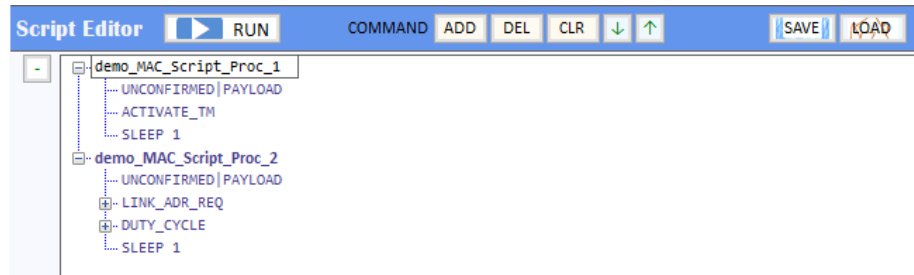 Script Editor RUN COMMAND ADD DEL CLR ↓ ↑ SAVE LOAD
- demo_MAC_Script_Proc_1
UNCONFIRMED|PAYLOAD
ACTIVATE_TM
SLEEP 1
demo_MAC_Script_Proc_2
UNCONFIRMED|PAYLOAD
LINK_ADR_REQ
DUTY_CYCLE
SLEEP 1